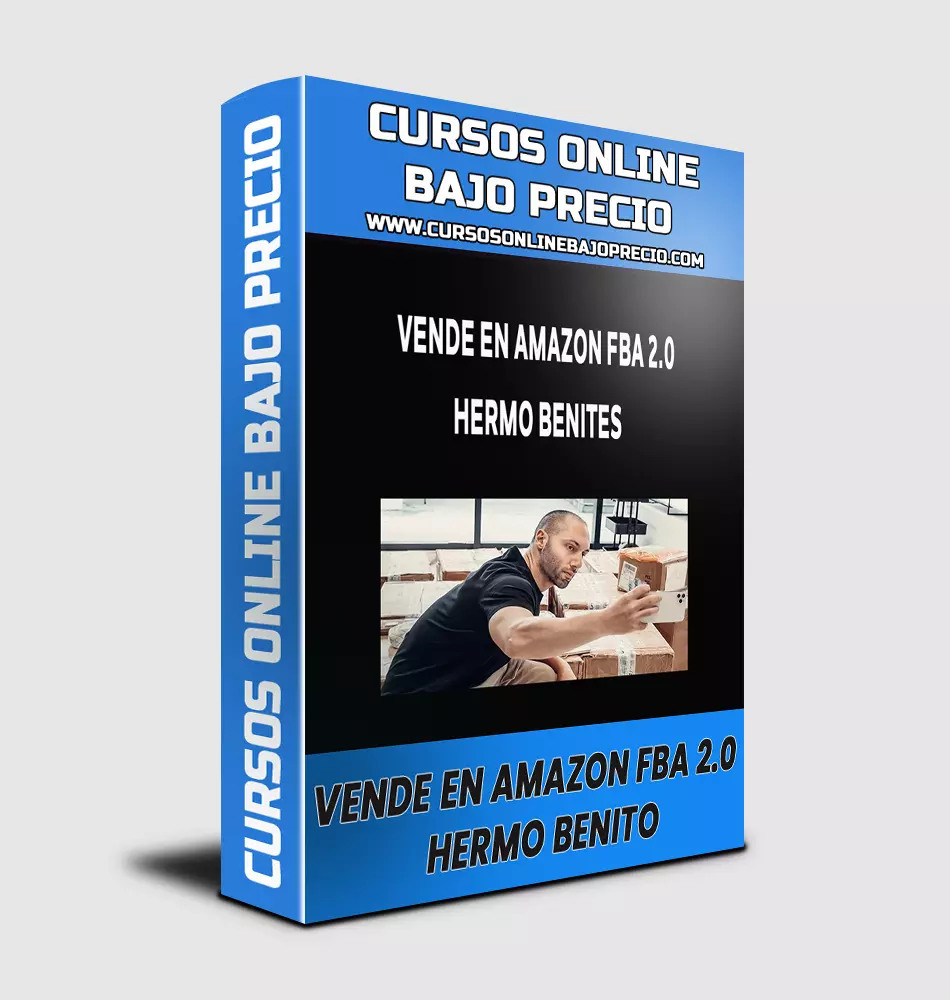 CURSOS ONLINE BAJO PRECIO
CURSOS ONLINE
BAJO PRECIO
WWW.CURSOSONLINEBAJOPRECIO.COM
VENDE EN AMAZON FBA 2.0
HERMO BENITES
VENDE EN AMAZON FBA 2.0
HERMO BENITO